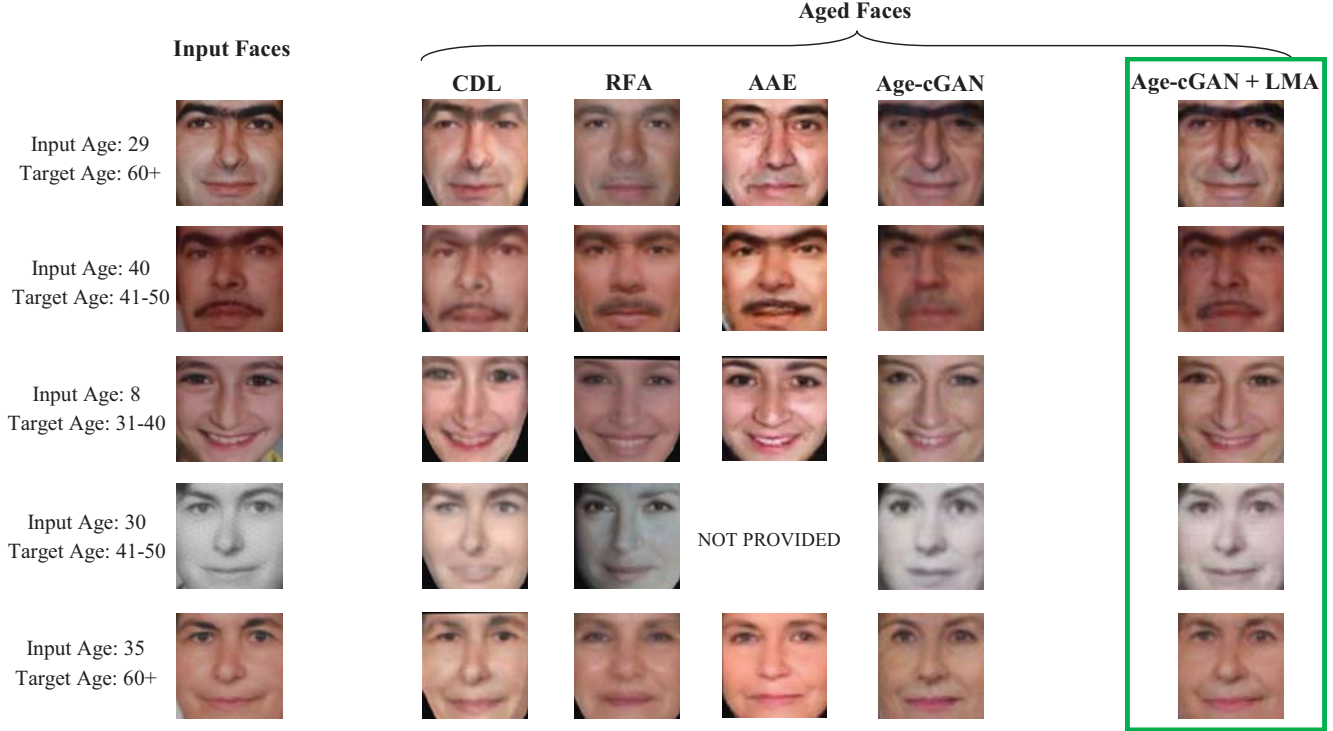 Aged Faces
Input Faces
CDL RFA AAE Age-cGAN Age-cGAN + LMA
Input Age: 29
Target Age: 60+
Input Age: 40
Target Age: 41-50
Input Age: 8
Target Age: 31-40
Input Age: 30
Target Age: 41-50
NOT PROVIDED
Input Age: 35
Target Age: 60+